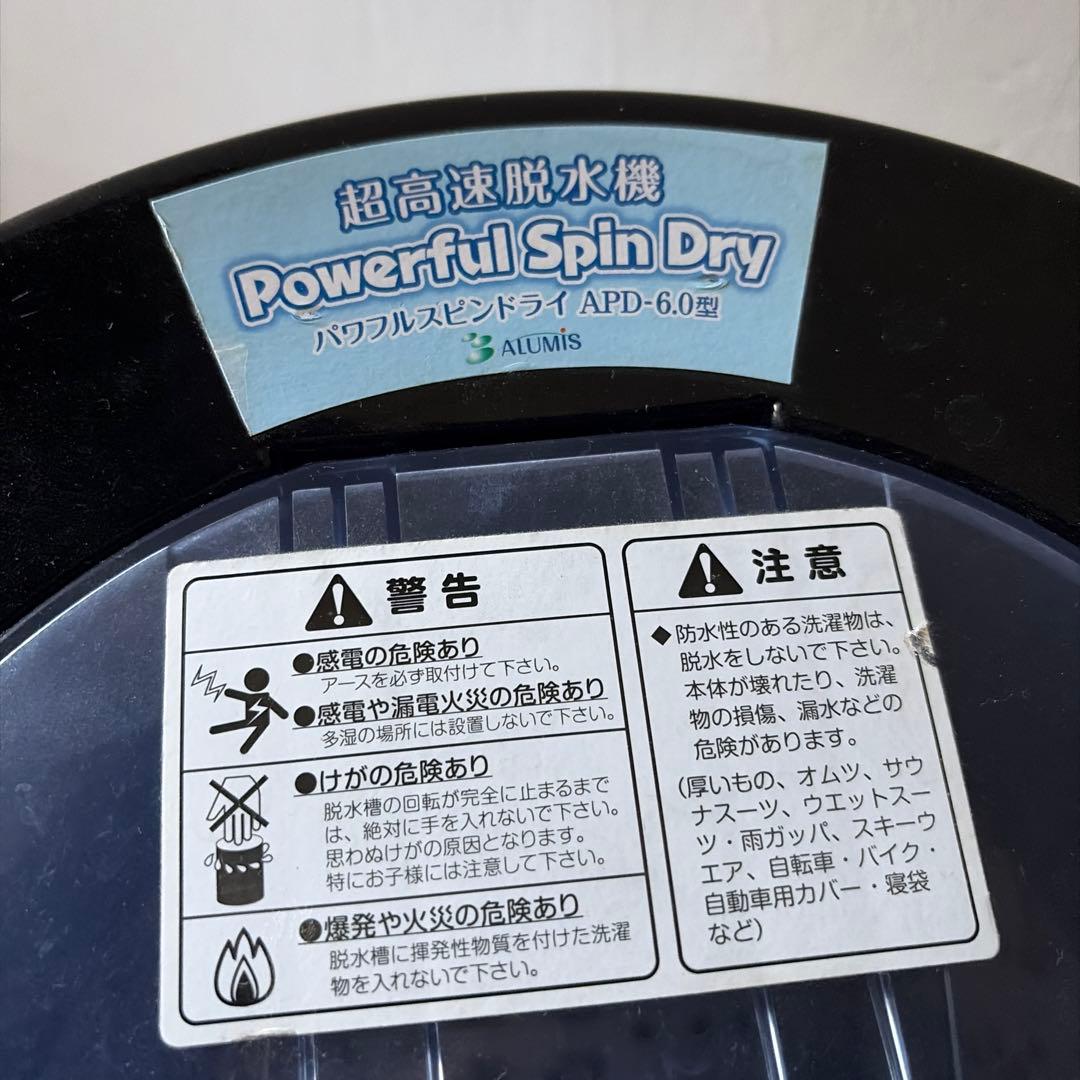 超高速脱水機
Powerful Spin Dry
パワフルスピンドライ APD-6.0型
ALUMiS
警告
●感電の危険あり
アースを必ず取付けて下さい。
●感電や漏電火災の危険あり
多湿の場所には設置しないで下さい。
●けがの危険あり
脱水槽の回転が完全に止まるまで
は、絶対に手を入れないで下さい。
思わぬけがの原因となります。
特にお子様には注意して下さい。
●爆発や火災の危険あり
脱水槽に揮発性物質を付けた洗濯
物を入れないで下さい。
注意
◆防水性のある洗濯物は、
脱水をしないで下さい。
本体が壊れたり、洗濯
物の損傷、漏水などの
危険があります。
(厚いもの、オムツ、サウ
ナスーツ、ウエットスー
ツ・雨ガッパ、スキーウ
エア、自転車・バイク・
自動車用カバー・寝袋
など)